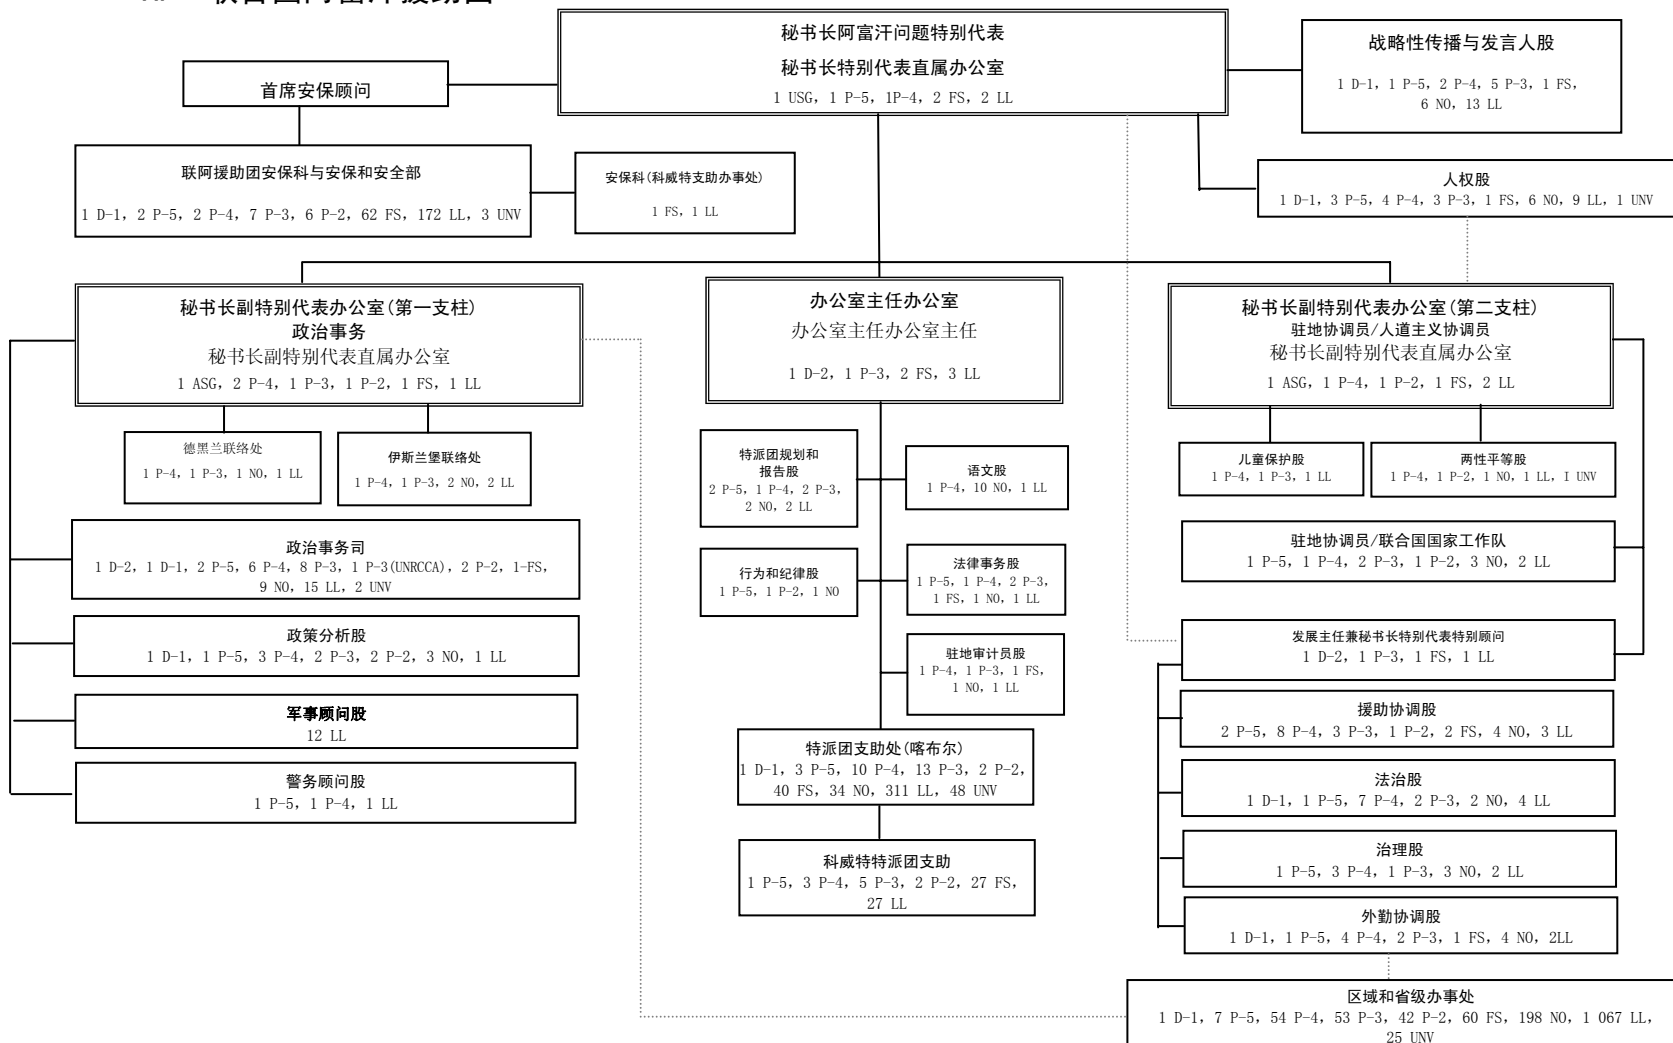 秘书长阿富汗问题特别代表
秘书长特别代表直属办公室
1 USG, 1 P-5, 1P-4, 2 FS, 2 LL
战略性传播与发言人股
1 D-1, 1 P-5, 2 P-4, 5 P-3, 1 FS,
6 NO, 13 LL
首席安保顾问
联阿援助团安保科与安保和安全部
1 D-1, 2 P-5, 2 P-4, 7 P-3, 6 P-2, 62 FS, 172 LL, 3 UNV
安保科(科威特支助办事处)
1 FS, 1 LL
人权股
1 D-1, 3 P-5, 4 P-4, 3 P-3, 1 FS, 6 NO, 9 LL, 1 UNV
秘书长副特别代表办公室(第一支柱)
政治事务
秘书长副特别代表直属办公室
1 ASG, 2 P-4, 1 P-3, 1 P-2, 1 FS, 1 LL
办公室主任办公室
办公室主任办公室主任
1 D-2, 1 P-3, 2 FS, 3 LL
秘书长副特别代表办公室(第二支柱)
驻地协调员/人道主义协调员
秘书长副特别代表直属办公室
1 ASG, 1 P-4, 1 P-2, 1 FS, 2 LL
德黑兰联络处
1 P-4, 1 P-3, 1 NO, 1 LL
伊斯兰堡联络处
1 P-4, 1 P-3, 2 NO, 2 LL
特派团规划和
报告股
2 P-5, 1 P-4, 2 P-3,
2 NO, 2 LL
语文股
1 P-4, 10 NO, 1 LL
儿童保护股
1 P-4, 1 P-3, 1 LL
两性平等股
1 P-4, 1 P-2, 1 NO, 1 LL, I UNV
政治事务司
1 D-2, 1 D-1, 2 P-5, 6 P-4, 8 P-3, 1 P-3(UNRCCA), 2 P-2, 1-FS,
9 NO, 15 LL, 2 UNV
行为和纪律股
1 P-5, 1 P-2, 1 NO
法律事务股
1 P-5, 1 P-4, 2 P-3,
1 FS, 1 NO, 1 LL
驻地协调员/联合国国家工作队
1 P-5, 1 P-4, 2 P-3, 1 P-2, 3 NO, 2 LL
政策分析股
1 D-1, 1 P-5, 3 P-4, 2 P-3, 2 P-2, 3 NO, 1 LL
驻地审计员股
1 P-4, 1 P-3, 1 FS,
1 NO, 1 LL
发展主任兼秘书长特别代表特别顾问
1 D-2, 1 P-3, 1 FS, 1 LL
军事顾问股
12 LL
特派团支助处(喀布尔)
1 D-1, 3 P-5, 10 P-4, 13 P-3, 2 P-2,
40 FS, 34 NO, 311 LL, 48 UNV
援助协调股
2 P-5, 8 P-4, 3 P-3, 1 P-2, 2 FS, 4 NO, 3 LL
警务顾问股
1 P-5, 1 P-4, 1 LL
法治股
1 D-1, 1 P-5, 7 P-4, 2 P-3, 2 NO, 4 LL
科威特特派团支助
1 P-5, 3 P-4, 5 P-3, 2 P-2, 27 FS,
27 LL
治理股
1 P-5, 3 P-4, 1 P-3, 3 NO, 2 LL
外勤协调股
1 D-1, 1 P-5, 4 P-4, 2 P-3, 1 FS, 4 NO, 2LL
区域和省级办事处
1 D-1, 7 P-5, 54 P-4, 53 P-3, 42 P-2, 60 FS, 198 NO, 1 067 LL,
25 UNV